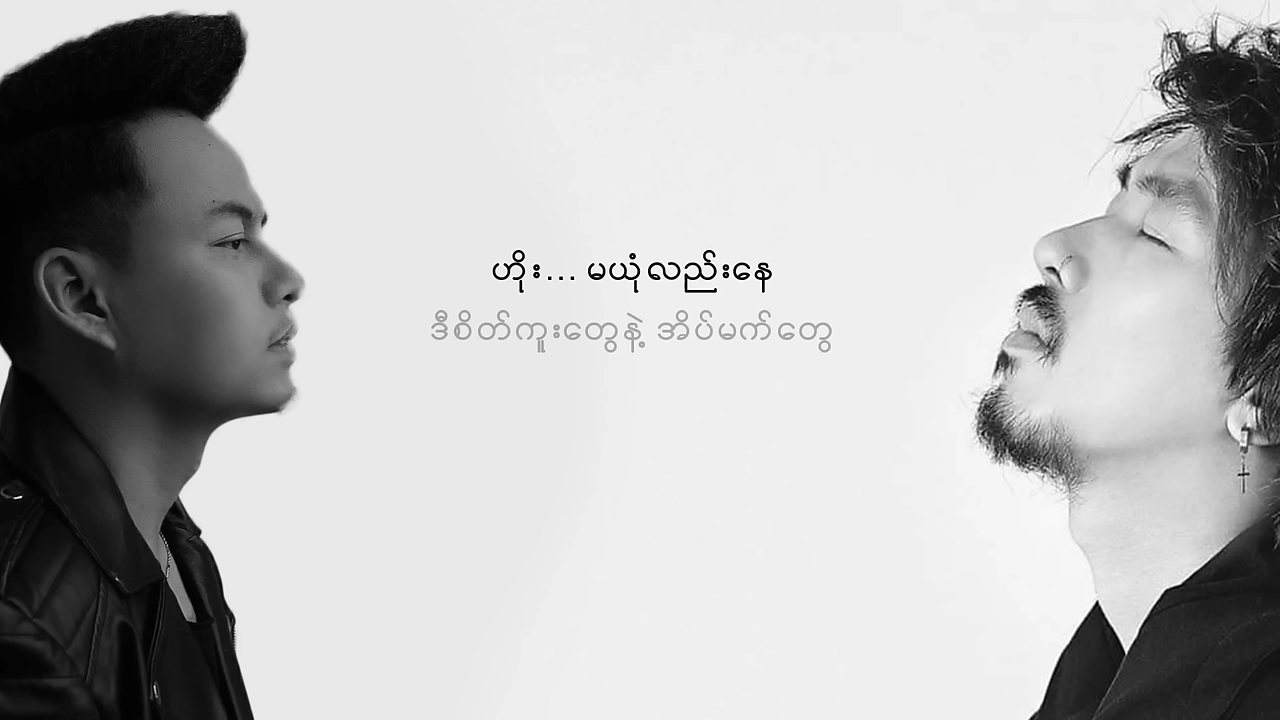 ဟိုး... မယုံလည်းနေ
ဒီစိတ်ကူးတွေနဲ့ အိပ်မက်တွေ